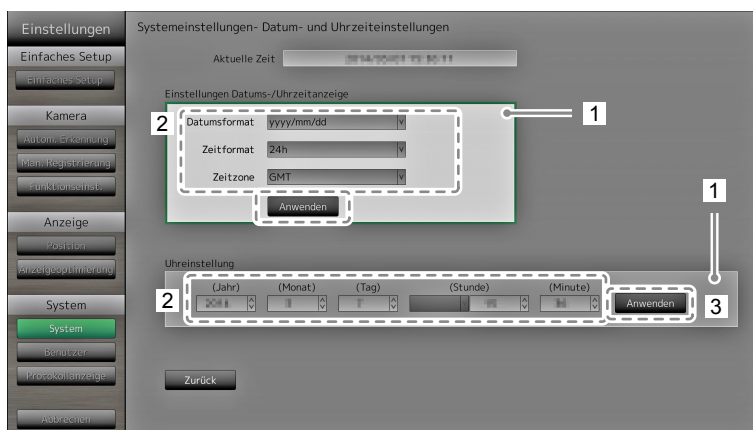 Einstellungen
Systemeinstellungen- Datum- und Uhrzeiteinstellungen
Einfaches Setup
Aktuelle Zeit
Einfaches Setup
Einstellungen Datums-/Uhrzeitanzeige
Kamera
1
2
Datumsformat yyyy/mm/dd
Autom. Erkennung
Zeitformat 24h
Man. Registrierung
Zeitzone GMT
Funktionseinst.
Anwenden
Anzeige
1
Position
Anzeigeoptimierung
Uhreinstellung
(Jahr) (Monat) (Tag) (Stunde) (Minute)
System
2
Anwenden
3
System
Benutzer
Protokollanzeige
Zurück
Abbrechen